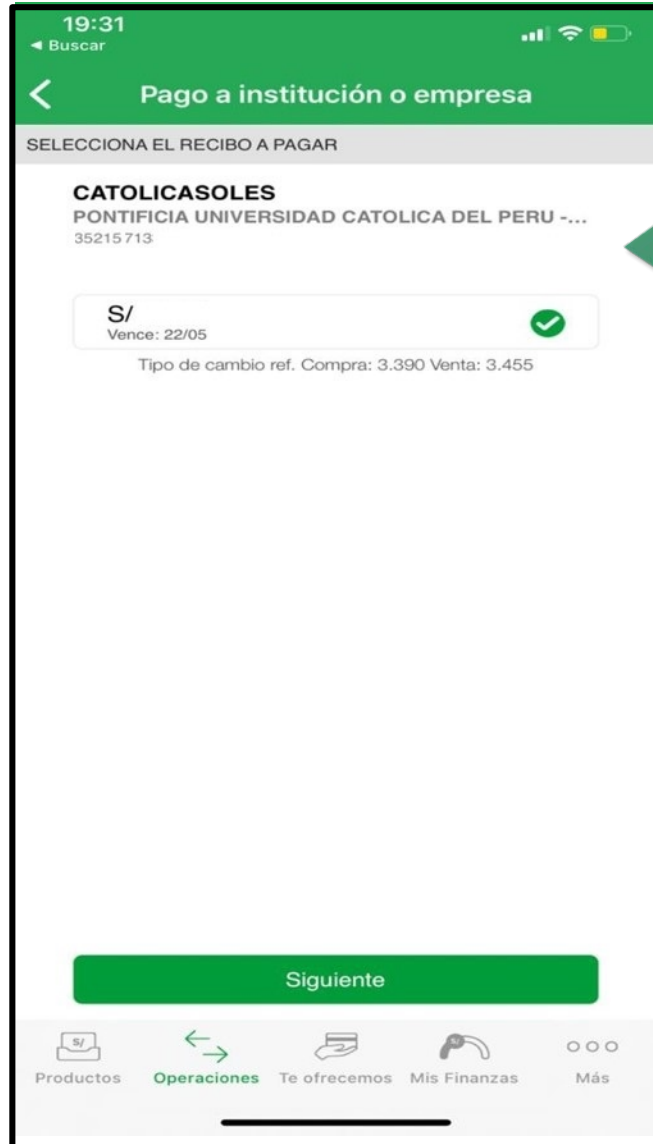 19:31
◀ Buscar
Pago a institución o empresa
SELECCIONA EL RECIBO A PAGAR
CATOLICASOLES
PONTIFICIA UNIVERSIDAD CATOLICA DEL PERU -...
35215713
S/
Vence: 22/05
Tipo de cambio ref. Compra: 3.390 Venta: 3.455
Siguiente
S/
S/
Productos Operaciones Te ofrecemos Mis Finanzas Más